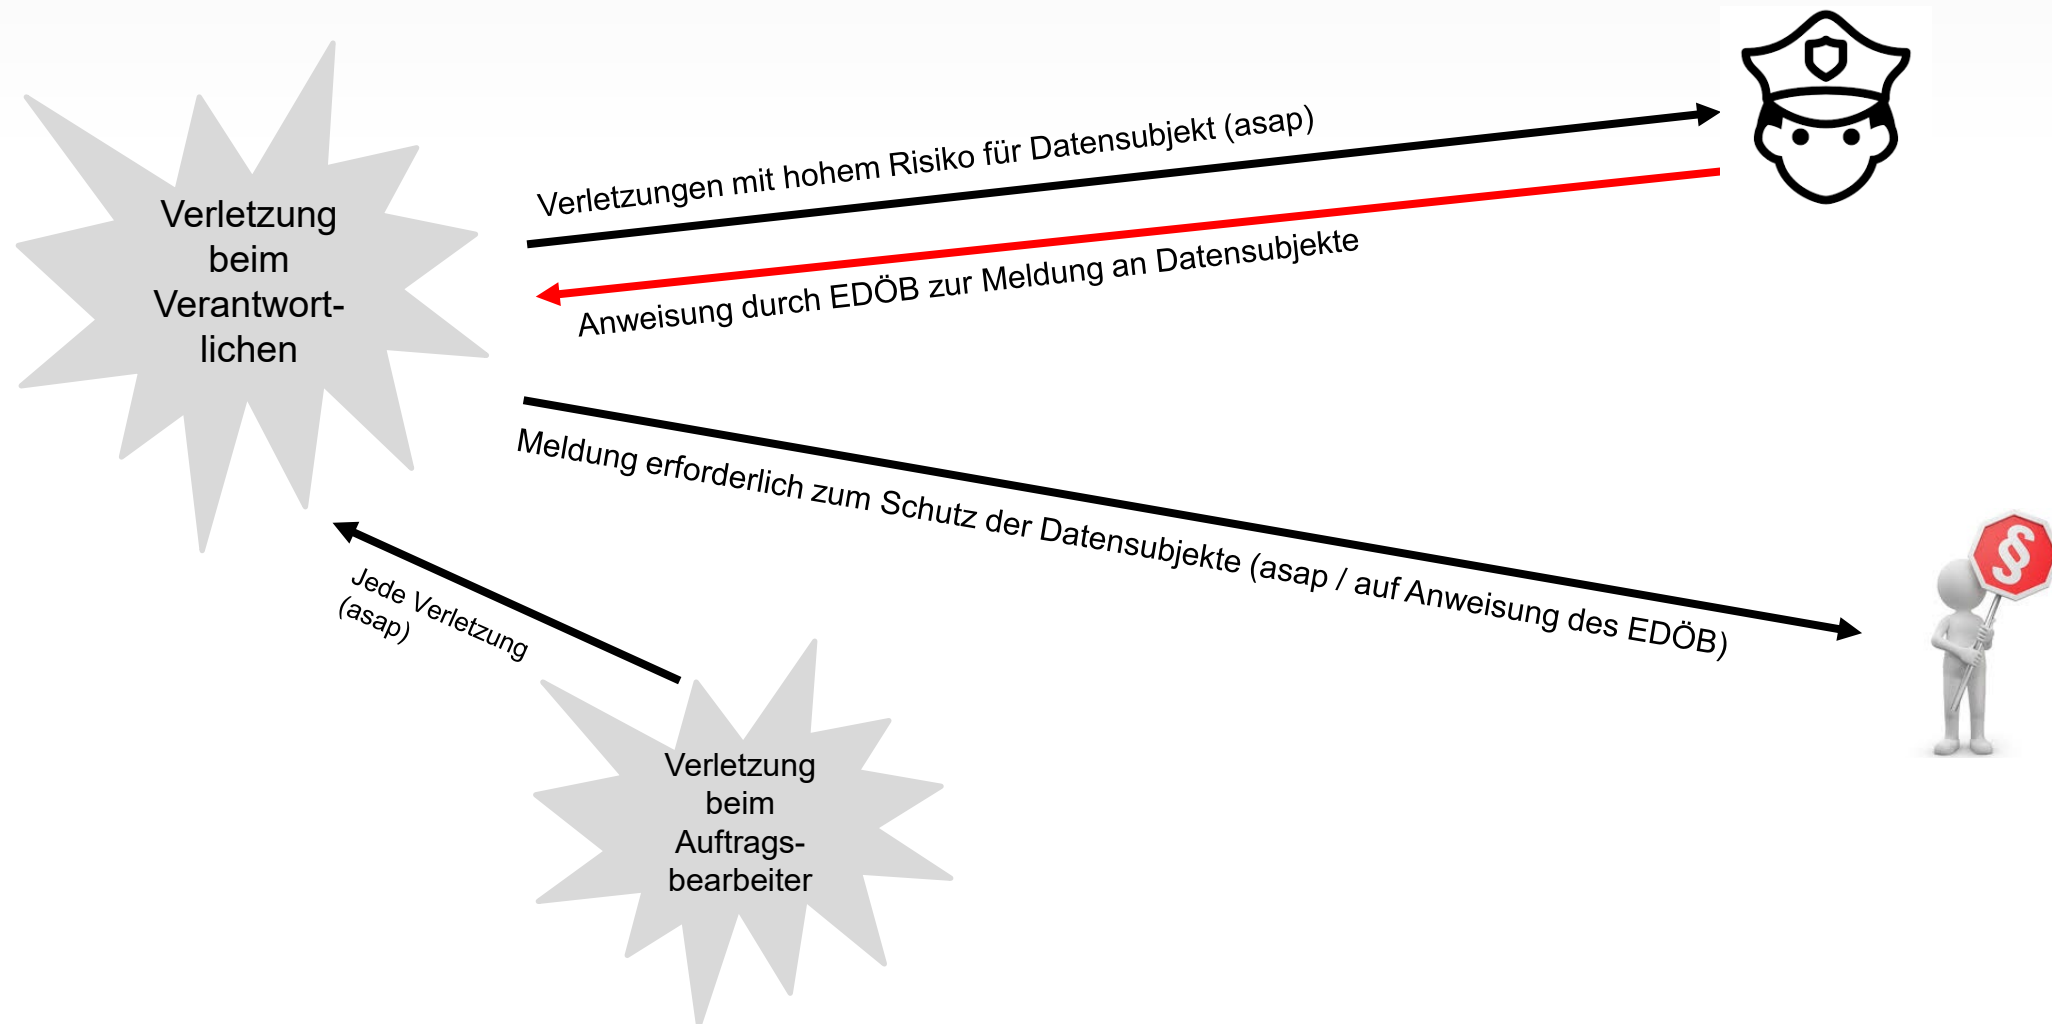 Verletzung
beim
Verantwort-
lichen
Verletzungen mit hohem Risiko für Datensubjekt (asap)
Anweisung durch EDÖB zur Meldung an Datensubjekte
Meldung erforderlich zum Schutz der Datensubjekte (asap / auf Anweisung des EDÖB)
§
Jede Verletzung
(asap)
Verletzung
beim
Auftrags-
bearbeiter